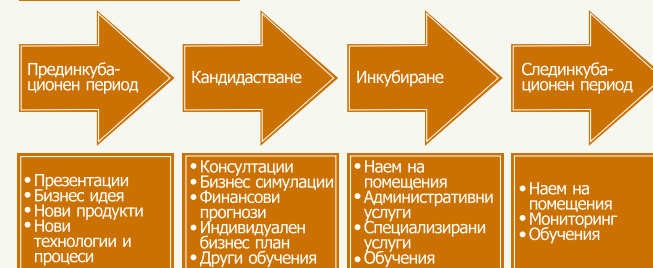 Прединкуба-
ционен период
Кандидастване
Инкубиране
Слединкуба-
ционен период
• Презентации
• Бизнес идея
• Нови продукти
• Нови
технологии и
процеси
• Консултации
• Бизнес симулации
• Финансови
прогнози
• Индивидуален
бизнес план
• Други обучения
• Наем на
помещения
• Административни
услуги
• Специализирани
услуги
• Обучения
• Наем на
помещения
• Мониторинг
• Обучения